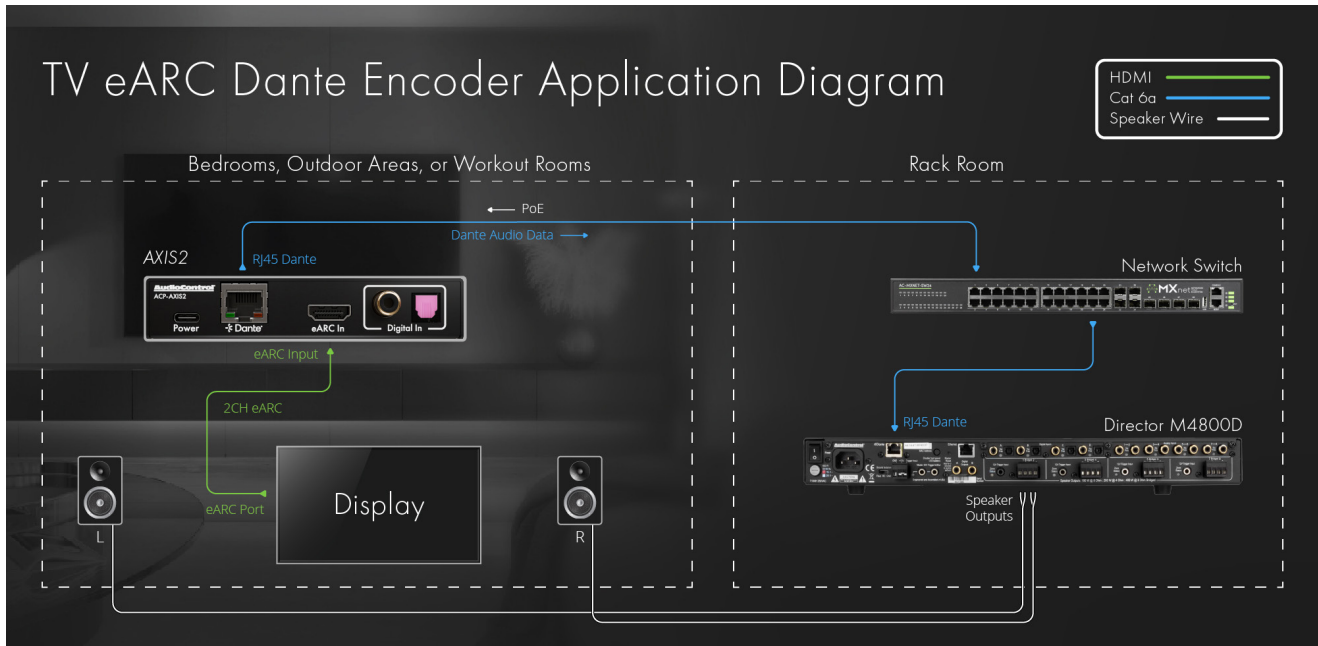 TV eARC Dante Encoder Application Diagram
HDMI
Cat 6a
Speaker Wire
Bedrooms, Outdoor Areas, or Workout Rooms
Rack Room
PoE
Dante Audio Data
AXIS2
RJ45 Dante
AudioControl
ACP-AXIS2
Power
Dante
eARC In
Digital In
Network Switch
MXnet
eARC Input
2CH eARC
eARC Port
Display
L
R
RJ45 Dante
Director M4800D
AudioControl
Speaker
Outputs